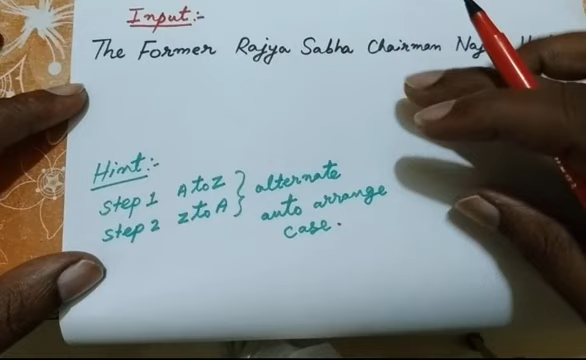 Input:-
The Former Rajya Sabha Chairman
Hint:-
Step 1 A to Z } alternate
Step 2 Z to A } auto arrange
case.